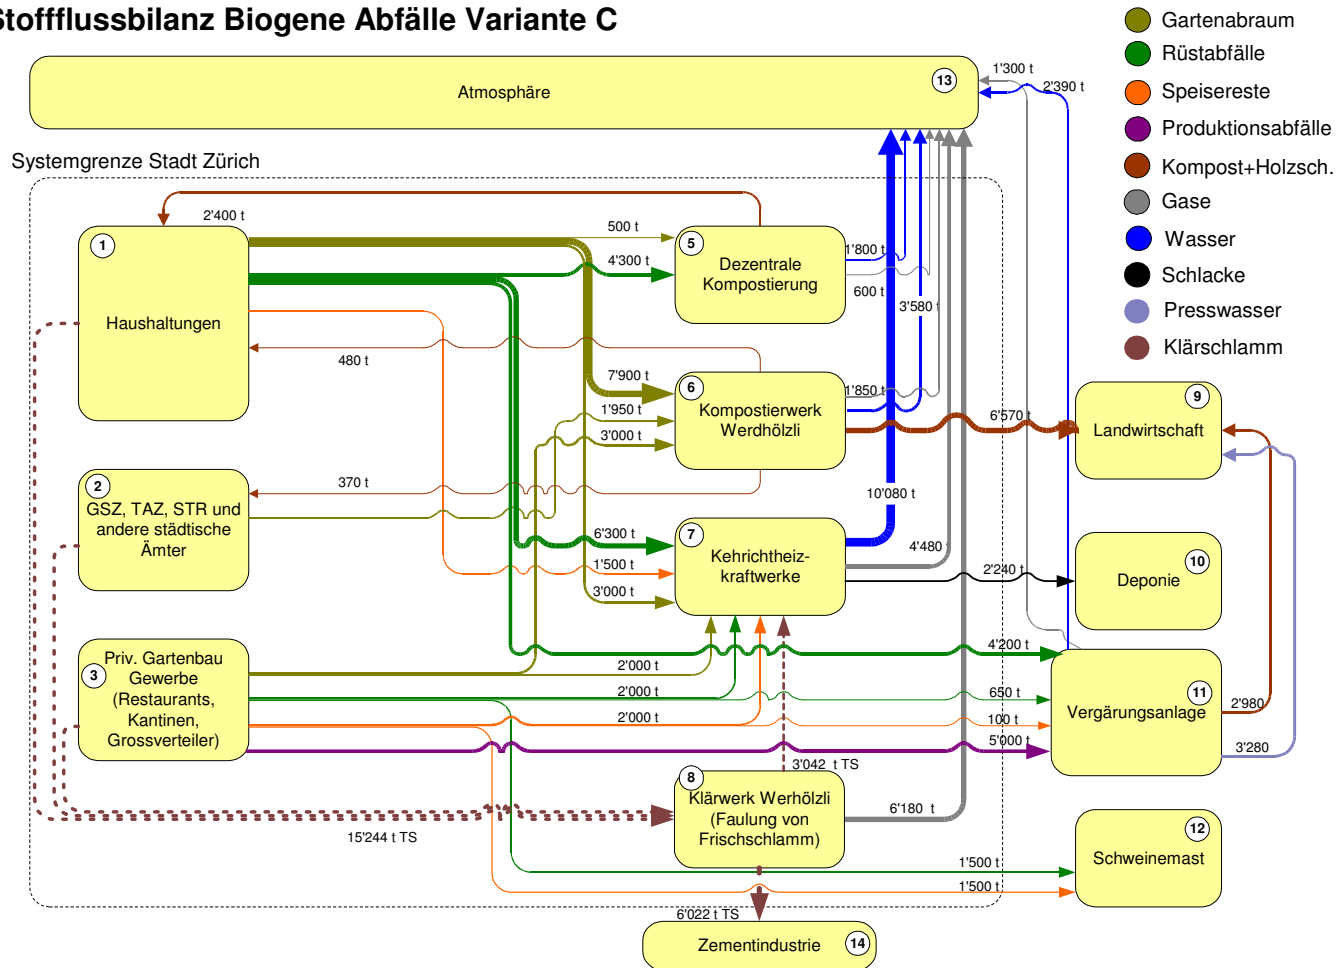 Stoffflussbilanz Biogene Abfälle Variante C
Gartenabraum
Rüstabfälle
Speisereste
Produktionsabfälle
Kompost+Holzsch.
Gase
Wasser
Schlacke
Presswasser
Klärschlamm
13
Atmosphäre
1'300 t
2'390 t
Systemgrenze Stadt Zürich
2'400 t
1
Haushaltungen
500 t
4'300 t
5
Dezentrale
Kompostierung
1'800 t
600 t
3'580 t
480 t
7'900 t
1'950 t
3'000 t
6
Kompostierwerk
Werdhölzli
1'850 t
6'570 t
9
Landwirtschaft
370 t
2
GSZ, TAZ, STR und
andere städtische
Ämter
10'080 t
6'300 t
1'500 t
3'000 t
7
Kehrichtheiz-
kraftwerke
4'480 t
2'240 t
10
Deponie
3
Priv. Gartenbau
Gewerbe
(Restaurants,
Kantinen,
Grossverteiler)
2'000 t
2'000 t
2'000 t
4'200 t
650 t
100 t
5'000 t
11
Vergärungsanlage
2'980
3'280
3'042 t TS
8
Klärwerk Werhölzli
(Faulung von
Frischschlamm)
6'180 t
15'244 t TS
12
Schweinemast
1'500 t
1'500 t
6'022 t TS
Zementindustrie
14